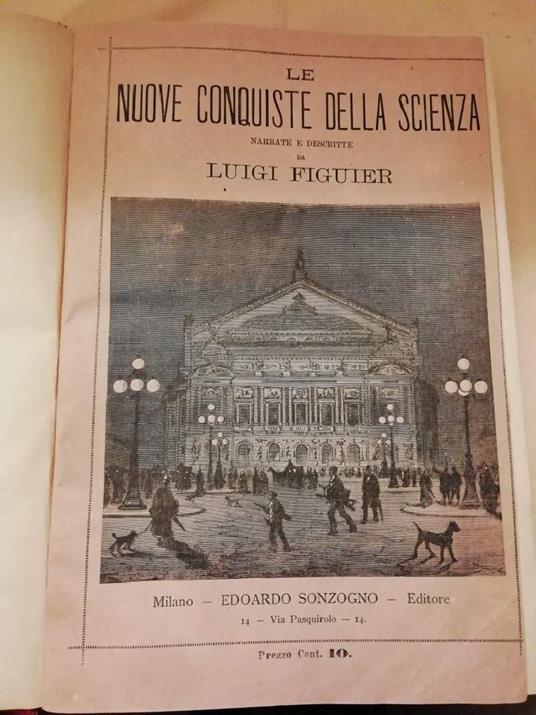 LE
NUOVE CONQUISTE DELLA SCIENZA
NARRATE E DESCRITTE
DA
LUIGI FIGUIER
Milano — EDOARDO SONZOGNO — Editore
14 — Via Pasquirolo — 14.
Prezzo Cent. 10.